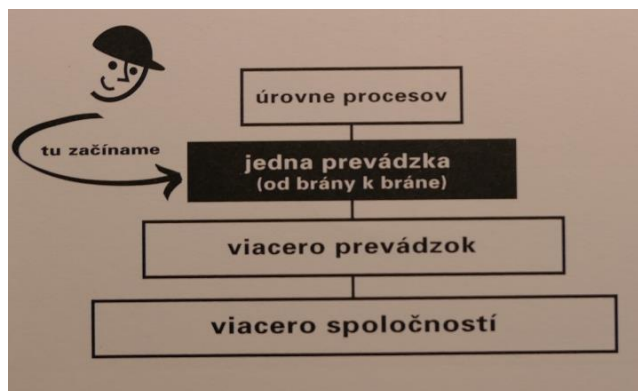 úrovne procesov
tu začíname
jedna prevádzka
(od brány k bráne)
viacero prevádzok
viacero spoločností